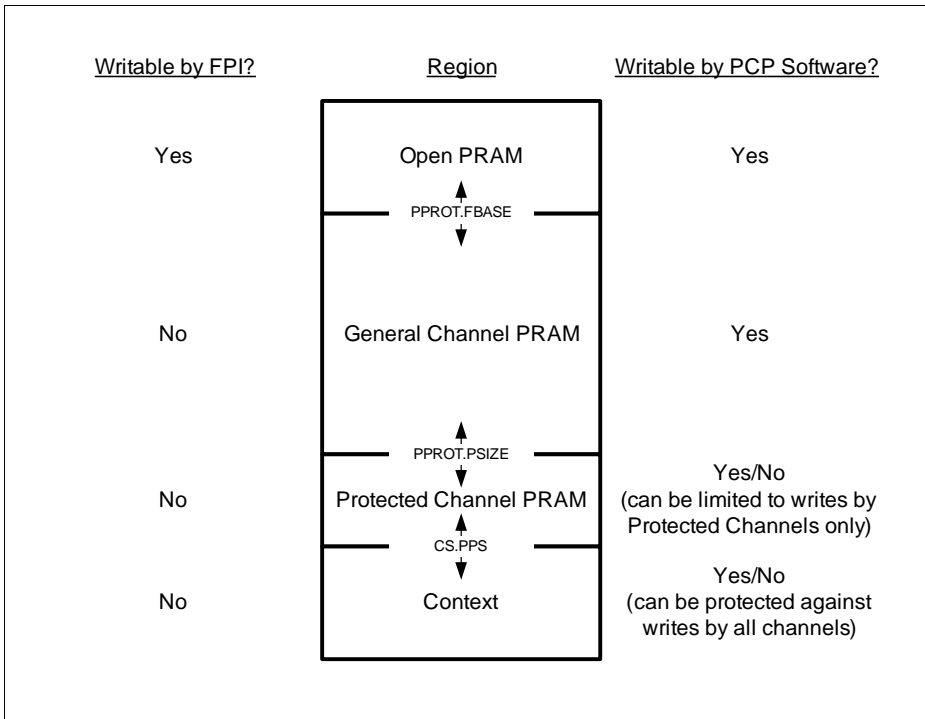 Writable by FPI?
Region
Writable by PCP Software?
Yes
Open PRAM
Yes
PPROT.FBASE
No
General Channel PRAM
Yes
PPROT.PSIZE
No
Protected Channel PRAM
Yes/No
(can be limited to writes by
Protected Channels only)
CS.PPS
No
Context
Yes/No
(can be protected against
writes by all channels)